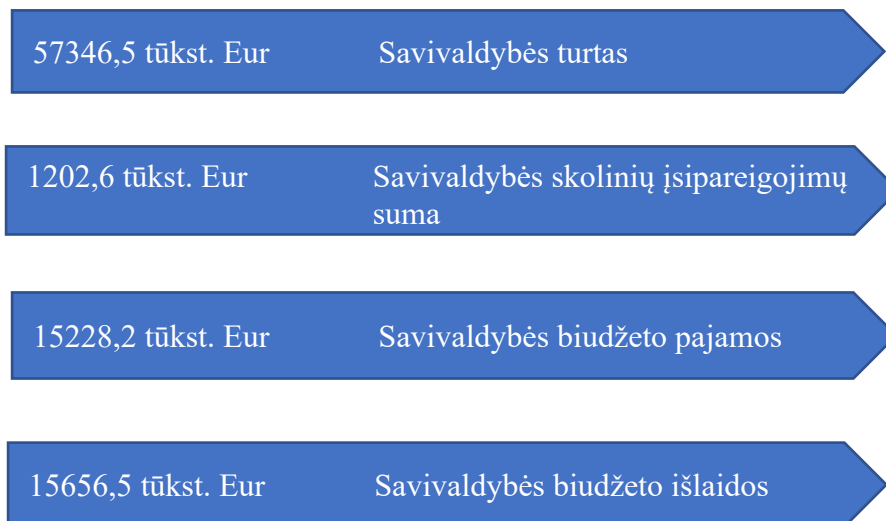 57346,5 tūkst. Eur Savivaldybės turtas
1202,6 tūkst. Eur Savivaldybės skolinių įsipareigojimų
suma
15228,2 tūkst. Eur Savivaldybės biudžeto pajamos
15656,5 tūkst. Eur Savivaldybės biudžeto išlaidos